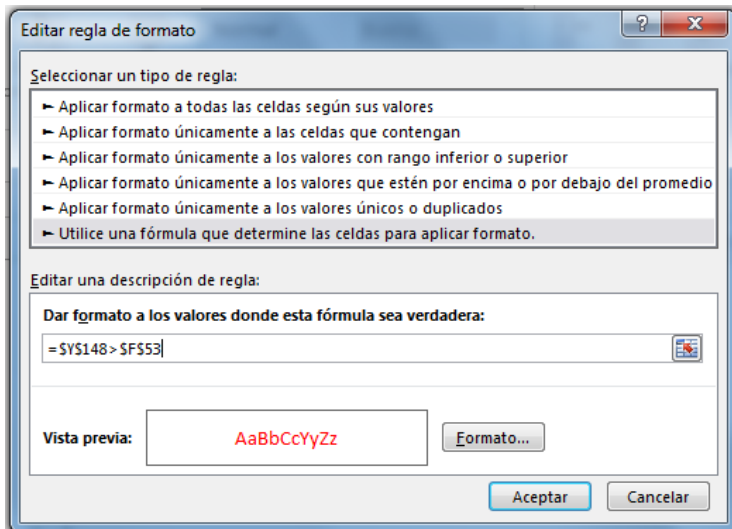 Editar regla de formato
Seleccionar un tipo de regla:
► Aplicar formato a todas las celdas según sus valores
► Aplicar formato únicamente a las celdas que contengan
► Aplicar formato únicamente a los valores con rango inferior o superior
► Aplicar formato únicamente a los valores que estén por encima o por debajo del promedio
► Aplicar formato únicamente a los valores únicos o duplicados
► Utilice una fórmula que determine las celdas para aplicar formato.
Editar una descripción de regla:
Dar formato a los valores donde esta fórmula sea verdadera:
=$Y$148>$F$53
Vista previa: AaBbCcYyZz Formato...
Aceptar Cancelar